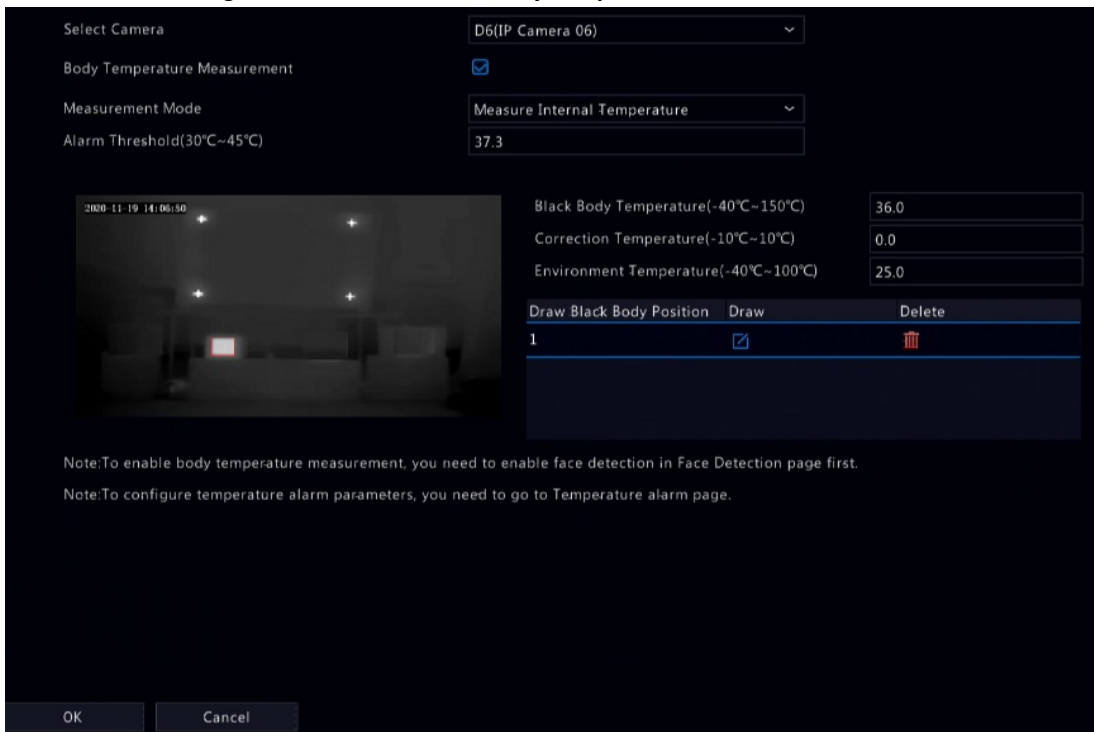 Select Camera D6(IP Camera 06)
Body Temperature Measurement
Measurement Mode Measure Internal Temperature
Alarm Threshold(30℃~45℃) 37.3
2020-11-19 14:06:50
Black Body Temperature(-40℃~150℃) 36.0
Correction Temperature(-10℃~10℃) 0.0
Environment Temperature(-40℃~100℃) 25.0
Draw Black Body Position Draw Delete
1
Note:To enable body temperature measurement, you need to enable face detection in Face Detection page first.
Note:To configure temperature alarm parameters, you need to go to Temperature alarm page.
OK Cancel